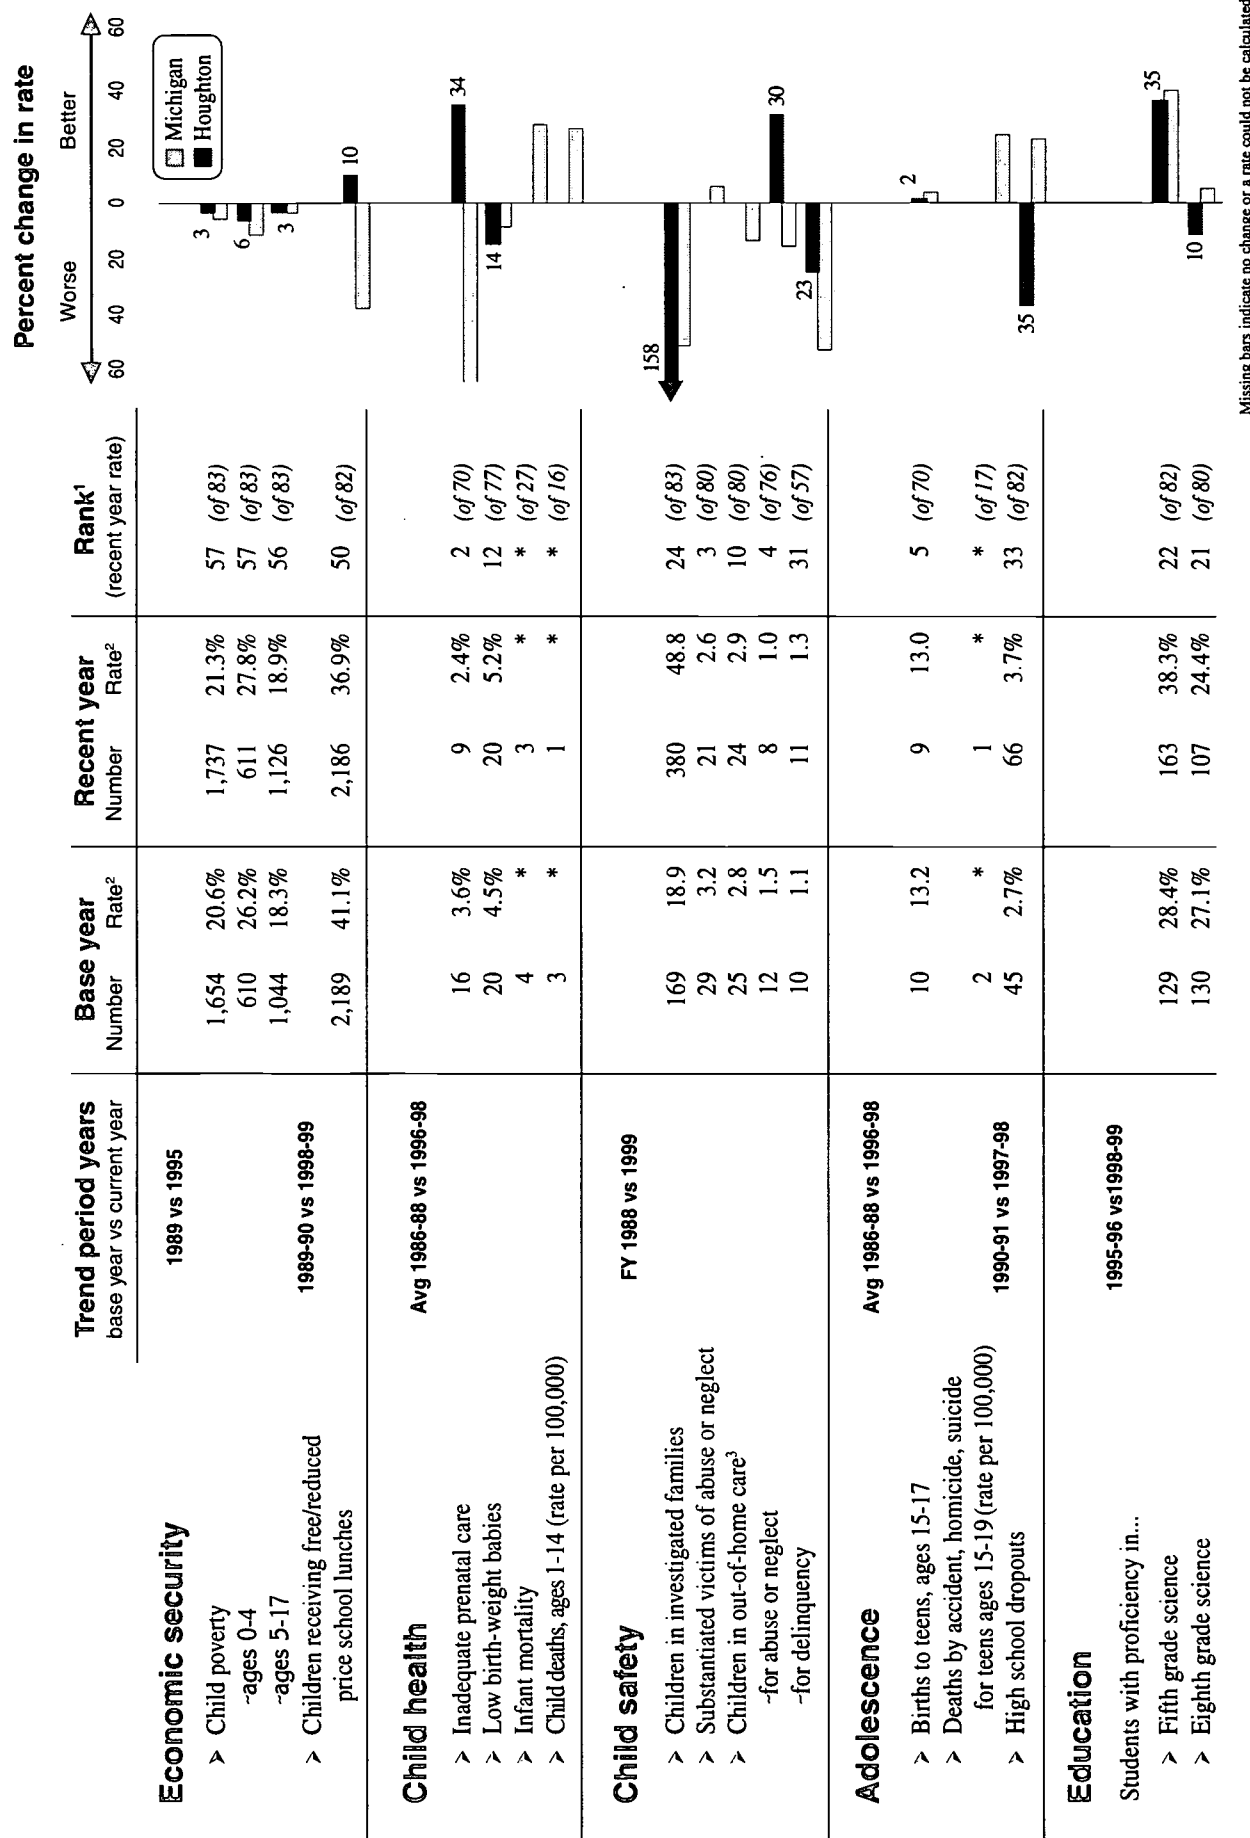 Percent change in rate
Trend period years Base year Recent year Rank¹ Worse Better
base year vs current year Number Rate² Number Rate² (recent year rate) 60 40 20 0 20 40 60
Economic security 1989 vs 1995
Michigan
Houghton
➤ Child poverty 1,654 20.6% 1,737 21.3% 57 (of 83) 3
~ages 0-4 610 26.2% 611 27.8% 57 (of 83) 6
~ages 5-17 1,044 18.3% 1,126 18.9% 56 (of 83) 3
➤ Children receiving free/reduced 1989-90 vs 1998-99
price school lunches 2,189 41.1% 2,186 36.9% 50 (of 82) 10
Child health Avg 1986-88 vs 1996-98
➤ Inadequate prenatal care 16 3.6% 9 2.4% 2 (of 70) 34
➤ Low birth-weight babies 20 4.5% 20 5.2% 12 (of 77) 14
➤ Infant mortality 4 * 3 * * (of 27)
➤ Child deaths, ages 1-14 (rate per 100,000) 3 * 1 * * (of 16)
Child safety FY 1988 vs 1999
➤ Children in investigated families 169 18.9 380 48.8 24 (of 83) 158
➤ Substantiated victims of abuse or neglect 29 3.2 21 2.6 3 (of 80)
➤ Children in out-of-home care³ 25 2.8 24 2.9 10 (of 80)
~for abuse or neglect 12 1.5 8 1.0 4 (of 76) 30
~for delinquency 10 1.1 11 1.3 31 (of 57) 23
Adolescence Avg 1986-88 vs 1996-98
➤ Births to teens, ages 15-17 10 13.2 9 13.0 5 (of 70) 2
➤ Deaths by accident, homicide, suicide
for teens ages 15-19 (rate per 100,000) 2 * 1 * * (of 17)
➤ High school dropouts 1990-91 vs 1997-98 45 2.7% 66 3.7% 33 (of 82) 35
Education 1995-96 vs1998-99
Students with proficiency in...
➤ Fifth grade science 129 28.4% 163 38.3% 22 (of 82) 35
➤ Eighth grade science 130 27.1% 107 24.4% 21 (of 80) 10
Missing bars indicate no change or a rate could not be calculated